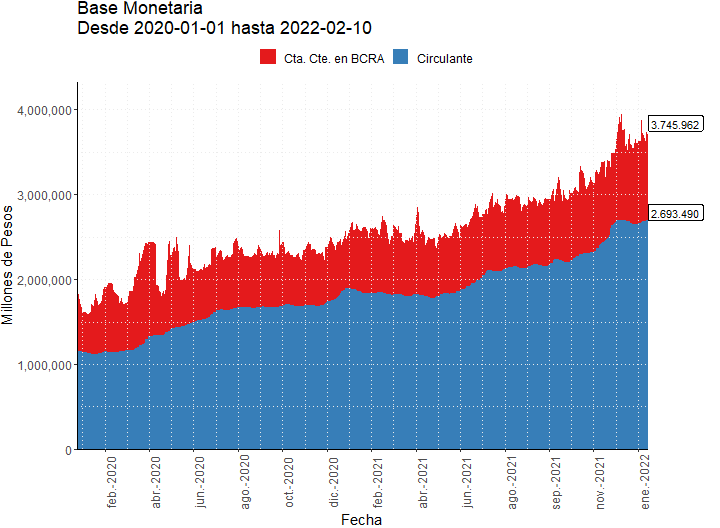 Base Monetaria
Desde 2020-01-01 hasta 2022-02-10
Cta. Cte. en BCRA
Circulante
4,000,000
3,000,000
2,000,000
1,000,000
0
Millones de Pesos
3.745.962
2.693.490
feb.-2020
abr.-2020
jun.-2020
ago.-2020
oct.-2020
dic.-2020
feb.-2021
abr.-2021
jun.-2021
ago.-2021
sep.-2021
nov.-2021
ene.-2022
Fecha